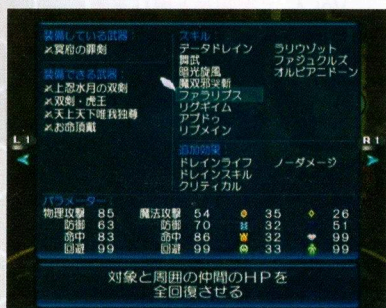 装備している武器
冥府の罪剣
装備できる武器
上忍水月の双剣
双剣・虎王
天上天下唯我独尊
お命頂戴
スキル
データドレイン ラリウゾット
舞武 ファジュクルズ
暗光旋風 オルビアニドーン
魔双邪哭斬
ファラリプス
リグギイム
アプドゥ
リプメイン
追加効果
ドレインライフ ノーダメージ
ドレインスキル
クリティカル
L1
R1
パラメーター
物理攻撃 85 魔法攻撃 54 35 26
防御 63 防御 70 32 51
命中 83 命中 86 32 99
回避 99 回避 99 33 99
対象と周囲の仲間のHPを
全回復させる